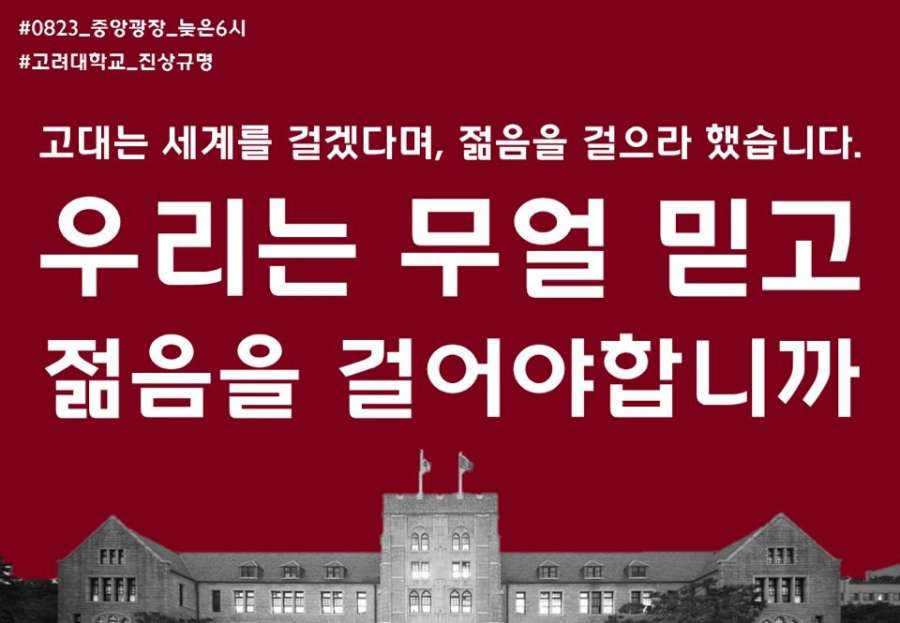 #0823_중앙광장_늦은6시
#고려대학교_진상규명
고대는 세계를 걸겠다며, 젊음을 걸으라 했습니다.
우리는 무얼 믿고
젊음을 걸어야합니까